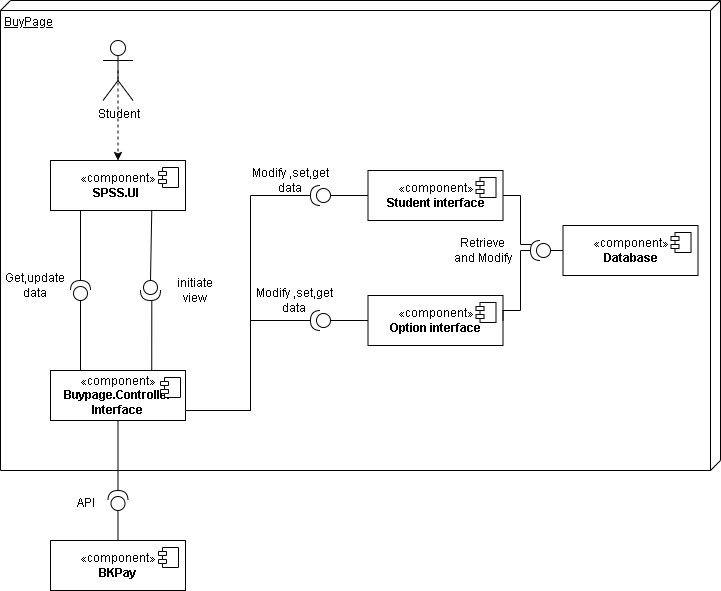 BuyPage
Student
«component»
SPSS.UI
Modify ,set,get
data
«component»
Student interface
Retrieve
and Modify
«component»
Database
Get,update
data
initiate
view
Modify ,set,get
data
«component»
Option interface
«component»
Buypage.Controller
Interface
API
«component»
BKPay